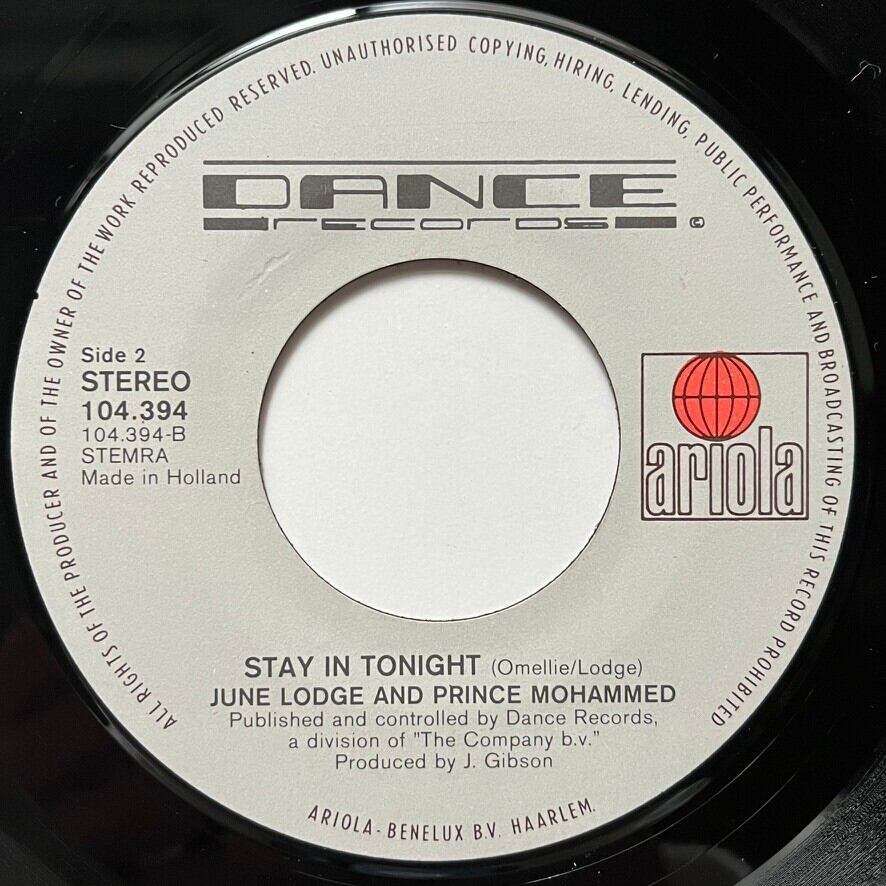 ALL RIGHTS OF THE PRODUCER AND OF THE OWNER OF THE WORK REPRODUCED RESERVED. UNAUTHORISED COPYING, HIRING, LENDING, PUBLIC PERFORMANCE AND BROADCASTING OF THIS RECORD PROHIBITED
DANCE
records ©
Side 2
STEREO
104.394
104.394-B
STEMRA
Made in Holland
ariola
STAY IN TONIGHT (Omellie/Lodge)
JUNE LODGE AND PRINCE MOHAMMED
Published and controlled by Dance Records,
a division of "The Company b.v."
Produced by J. Gibson
ARIOLA-BENELUX B.V. HAARLEM.